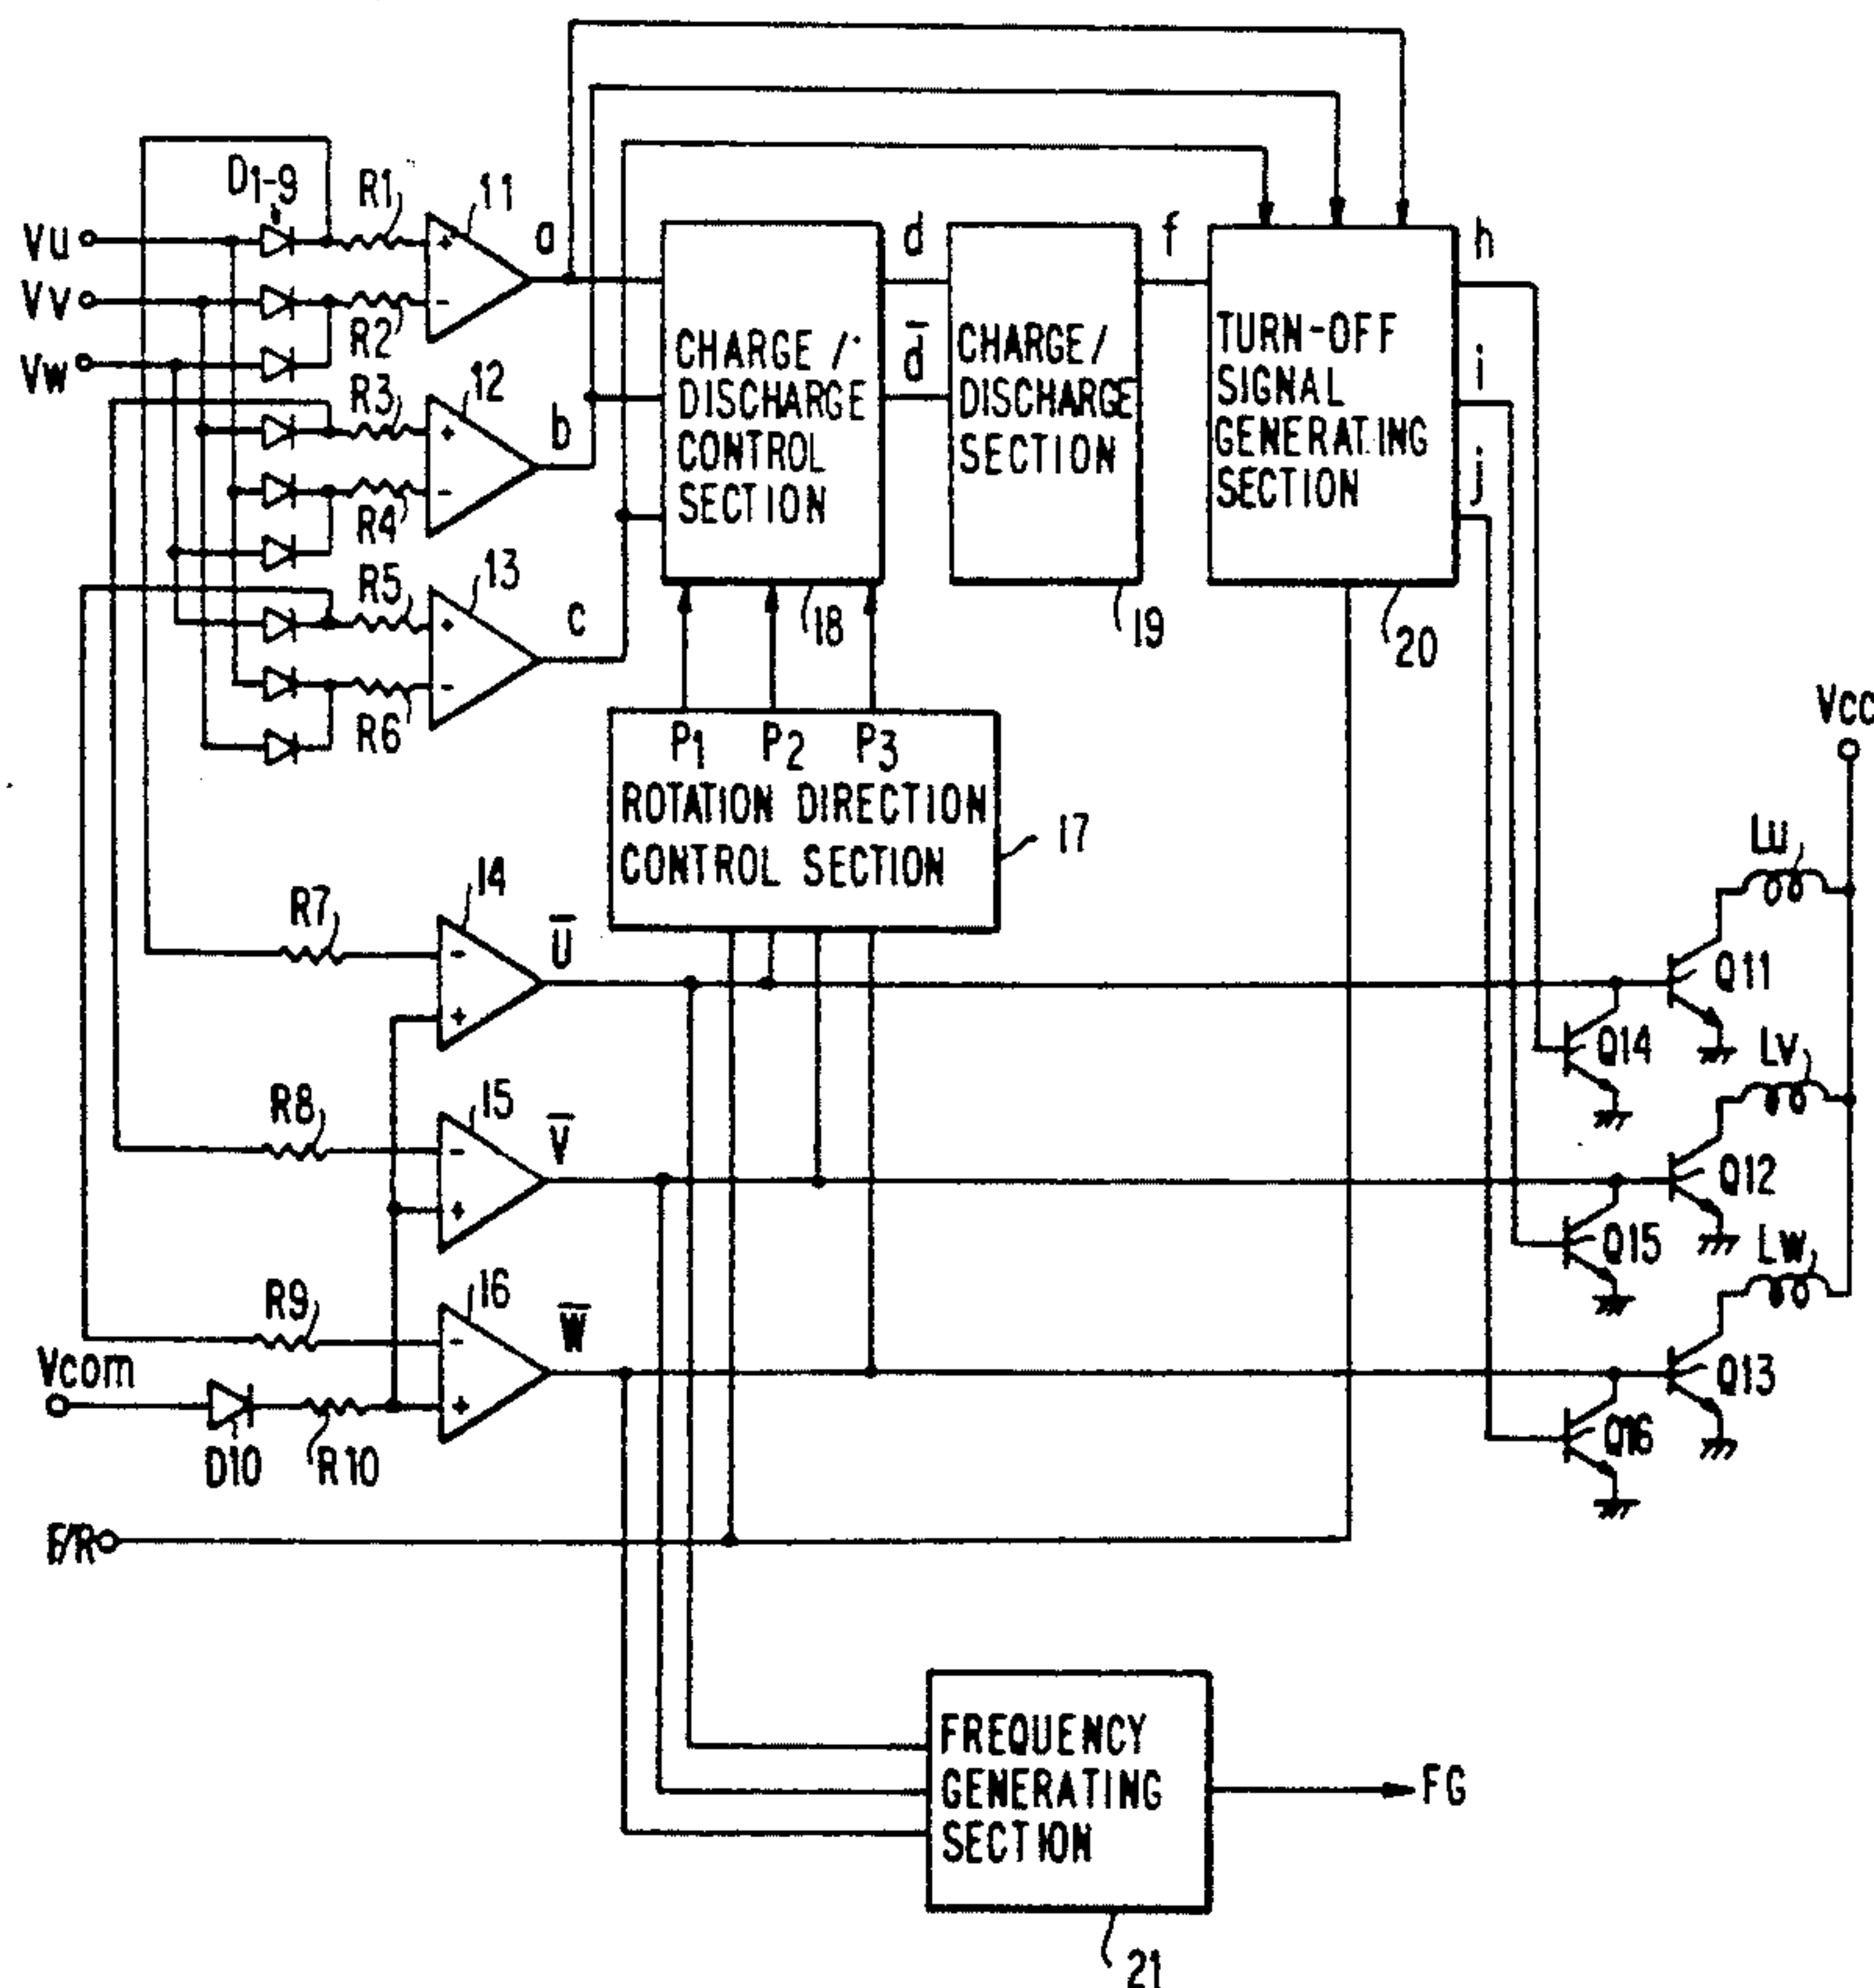 D1-9
R1
11
a
Vu
Vv
Vw
R2
R3
12
b
R4
R5
13
c
R6
+
-
+
-
+
-
CHARGE/
DISCHARGE
CONTROL
SECTION
18
d
d̅
CHARGE/
DISCHARGE
SECTION
19
f
TURN-OFF
SIGNAL
GENERATING
SECTION
20
h
i
j
P1 P2 P3
ROTATION DIRECTION
CONTROL SECTION
17
Vcc
Lu
R7
14
-
+
U̅
Q11
Q14
Lv
R8
15
-
+
V̅
Q12
Q15
Lw
R9
16
-
+
W̅
Q13
Q16
Vcom
D10
R10
F/R
FREQUENCY
GENERATING
SECTION
FG
21